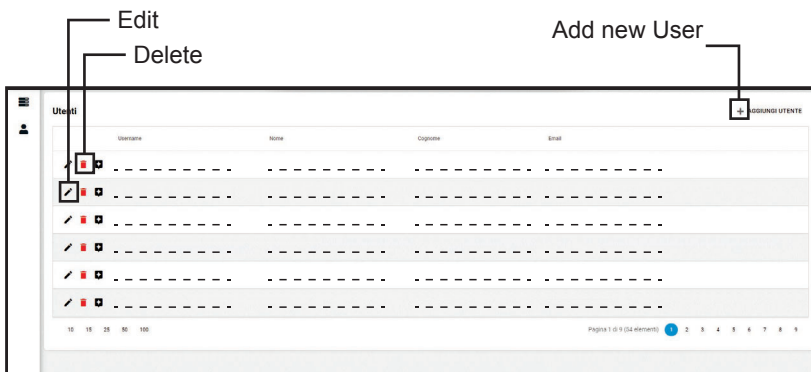 Edit
Delete
Add new User
Utenti
AGGIUNGI UTENTE
Username Nome Cognome Email
10 15 25 50 100
Pagina 1 di 9 (54 elementi) 1 2 3 4 5 6 7 8 9